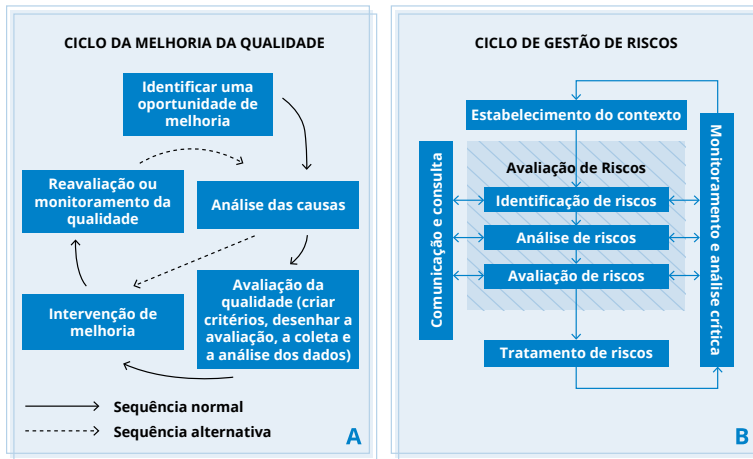 CICLO DA MELHORIA DA QUALIDADE
Identificar uma
oportunidade de
melhoria
Reavaliação ou
monitoramento da
qualidade
Análise das causas
Intervenção de
melhoria
Avaliação da
qualidade (criar
critérios, desenhar a
avaliação, a coleta e
a análise dos dados)
Sequência normal
Sequência alternativa
A
CICLO DE GESTÃO DE RISCOS
Estabelecimento do contexto
Avaliação de Riscos
Identificação de riscos
Análise de riscos
Avaliação de riscos
Tratamento de riscos
Comunicação e consulta
Monitoramento e análise crítica
B